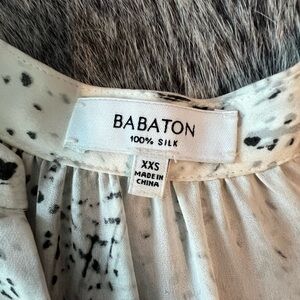 BABATON
100% SILK
XXS
MADE IN
CHINA